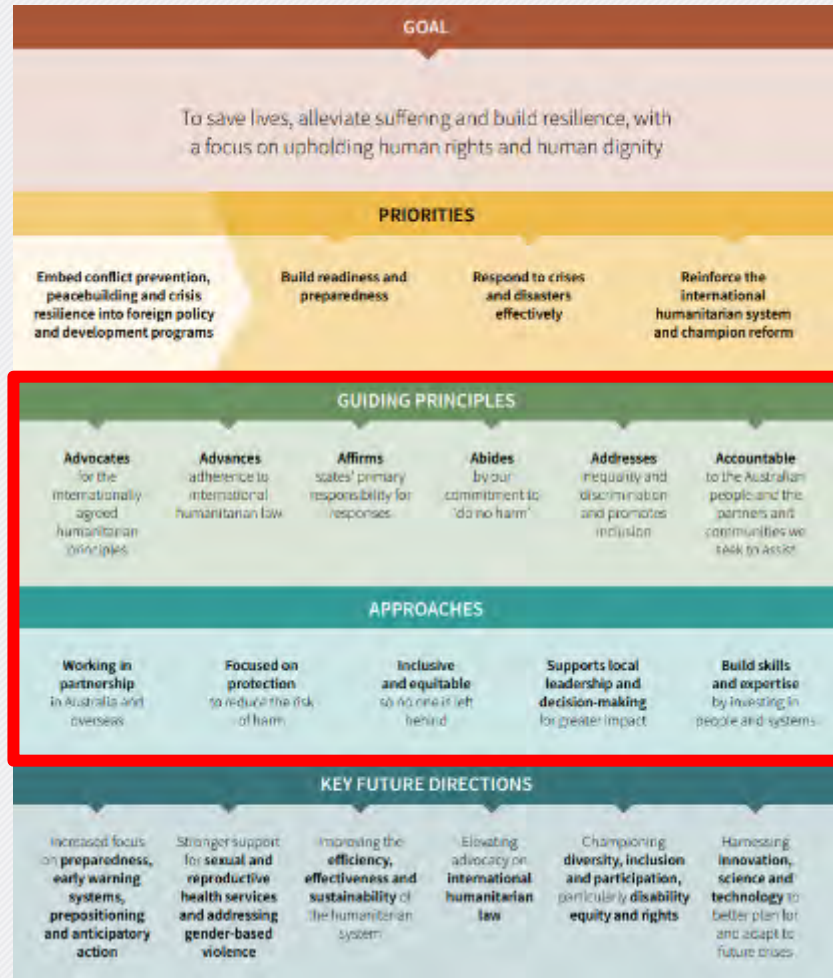 GOAL
To save lives, alleviate suffering and build resilience, with
a focus on upholding human rights and human dignity
PRIORITIES
Embed conflict prevention,
peacebuilding and crisis
resilience into foreign policy
and development programs
Build readiness and
preparedness
Respond to crises
and disasters
effectively
Reinforce the
international
humanitarian system
and champion reform
GUIDING PRINCIPLES
Advocates
for the
internationally
agreed
humanitarian
principles
Advances
adherence to
international
humanitarian law
Affirms
states' primary
responsibility for
responses
Abides
by our
commitment to
'do no harm'
Addresses
inequality and
discrimination
and promotes
inclusion
Accountable
to the Australian
people and the
partners and
communities we
seek to assist
APPROACHES
Working in
partnership
in Australia and
overseas
Focused on
protection
to reduce the risk
of harm
Inclusive
and equitable
so no one is left
behind
Supports local
leadership and
decision-making
for greater impact
Build skills
and expertise
by investing in
people and systems
KEY FUTURE DIRECTIONS
Increased focus
on preparedness,
early warning
systems,
prepositioning
and anticipatory
action
Stronger support
for sexual and
reproductive
health services
and addressing
gender-based
violence
Improving the
efficiency,
effectiveness and
sustainability of
the humanitarian
system
Elevating
advocacy on
international
humanitarian
law
Championing
diversity, inclusion
and participation,
particularly disability
equity and rights
Harnessing
innovation,
science and
technology to
better plan for
and adapt to
future crises